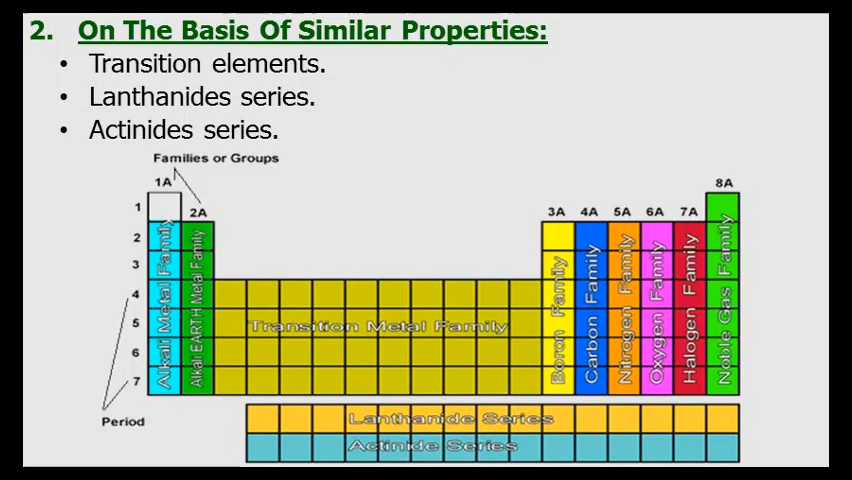 2. On The Basis Of Similar Properties:
• Transition elements.
• Lanthanides series.
• Actinides series.
Families or Groups
1A
8A
2A
3A 4A 5A 6A 7A
1
2
3
4
5
6
7
Alkali Metal Family
Alkali EARTH Metal Family
Transition Metal Family
Boron Family
Carbon Family
Nitrogen Family
Oxygen Family
Halogen Family
Noble Gas Family
Period
Lanthanide Series
Actinide Series